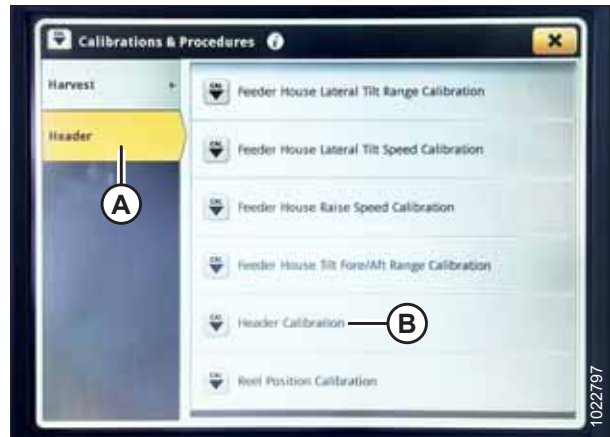 Calibrations & Procedures
Harvest
Header
A
Feeder House Lateral Tilt Range Calibration
Feeder House Lateral Tilt Speed Calibration
Feeder House Raise Speed Calibration
Feeder House Tilt Fore/Aft Range Calibration
Header Calibration
B
Reel Position Calibration
1022797